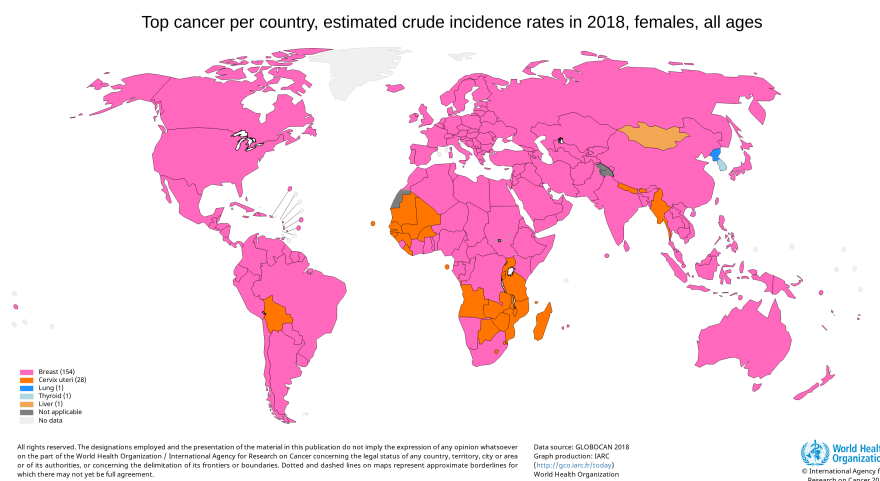 Top cancer per country, estimated crude incidence rates in 2018, females, all ages
Breast (154)
Cervix uteri (28)
Lung (1)
Thyroid (1)
Liver (1)
Not applicable
No data
All rights reserved. The designations employed and the presentation of the material in this publication do not imply the expression of any opinion whatsoever
on the part of the World Health Organization / International Agency for Research on Cancer concerning the legal status of any country, territory, city or area
or of its authorities, or concerning the delimitation of its frontiers or boundaries. Dotted and dashed lines on maps represent approximate borderlines for
which there may not yet be full agreement.
Data source: GLOBOCAN 2018
Graph production: IARC
(http://gco.iarc.fr/today)
World Health Organization
World Heal
Organizatio
© International Agency f
Research on Cancer 20